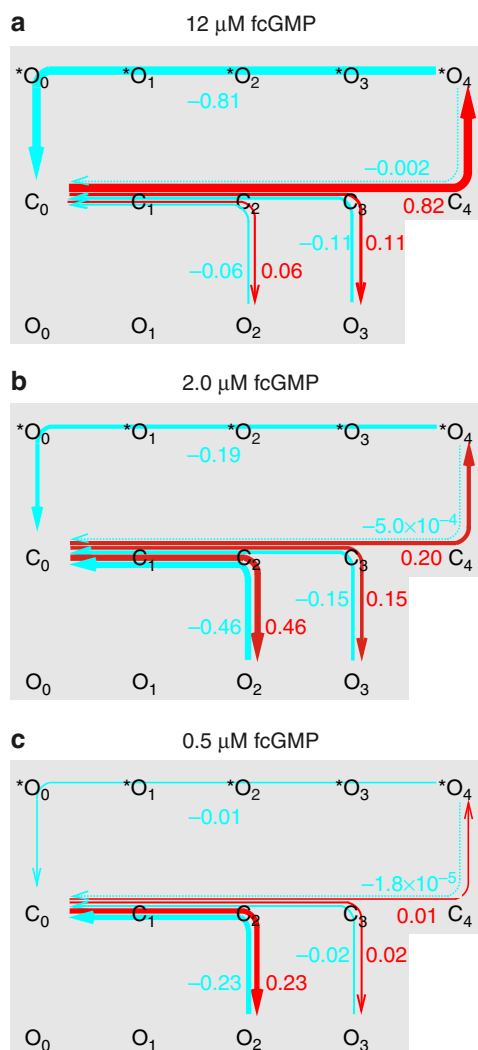 a 12 μM fcGMP
*O0 *O1 *O2 *O3 *O4
−0.81
−0.002
C0 C1 C2 C3 C4
0.82
−0.11 0.11
−0.06 0.06
O0 O1 O2 O3
b 2.0 μM fcGMP
*O0 *O1 *O2 *O3 *O4
−0.19
−5.0×10−4
C0 C1 C2 C3 C4
0.20
−0.15 0.15
−0.46 0.46
O0 O1 O2 O3
c 0.5 μM fcGMP
*O0 *O1 *O2 *O3 *O4
−0.01
−1.8×10−5
C0 C1 C2 C3 C4
0.01
−0.02 0.02
−0.23 0.23
O0 O1 O2 O3